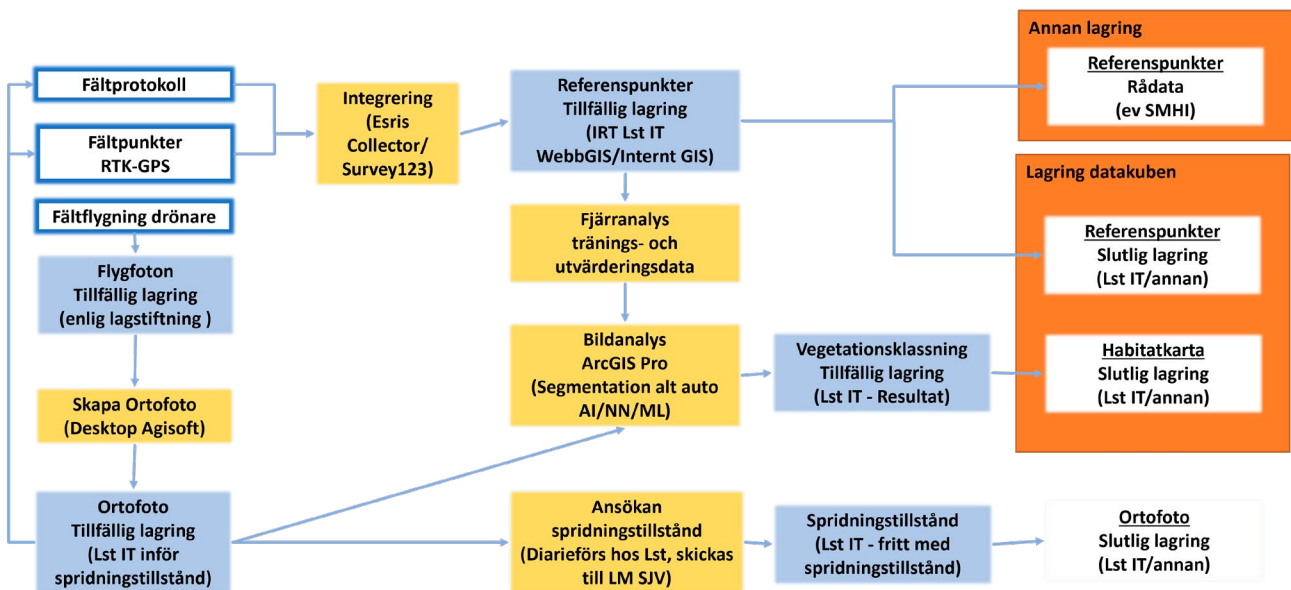 Fältprotokoll
Fältpunkter
RTK-GPS
Fältflygning drönare
Flygfoton
Tillfällig lagring
(enlig lagstiftning )
Skapa Ortofoto
(Desktop Agisoft)
Ortofoto
Tillfällig lagring
(Lst IT inför
spridningstillstånd)
Integrering
(Esris
Collector/
Survey123)
Referenspunkter
Tillfällig lagring
(IRT Lst IT
WebbGIS/Internt GIS)
Fjärranalys
tränings- och
utvärderingsdata
Bildanalys
ArcGIS Pro
(Segmentation alt auto
AI/NN/ML)
Ansökan
spridningstillstånd
(Diarieförs hos Lst, skickas
till LM SJV)
Vegetationsklassning
Tillfällig lagring
(Lst IT - Resultat)
Spridningstillstånd
(Lst IT - fritt med
spridningstillstånd)
Annan lagring
Referenspunkter
Rådata
(ev SMHI)
Lagring datakuben
Referenspunkter
Slutlig lagring
(Lst IT/annan)
Habitatkarta
Slutlig lagring
(Lst IT/annan)
Ortofoto
Slutlig lagring
(Lst IT/annan)